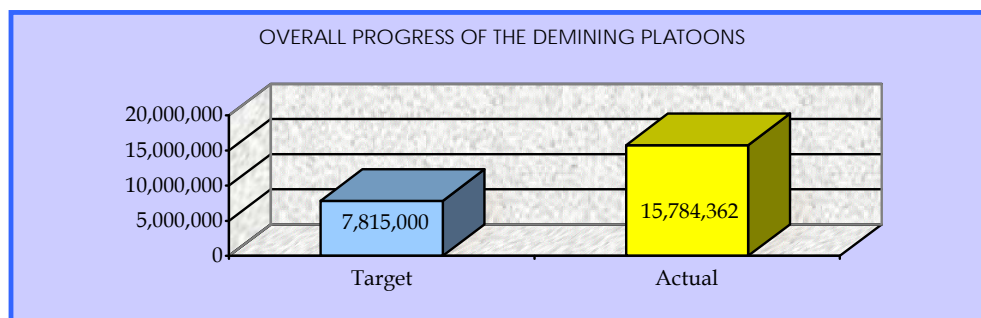 OVERALL PROGRESS OF THE DEMINING PLATOONS
20,000,000
15,000,000
10,000,000
5,000,000
0
7,815,000
15,784,362
Target
Actual